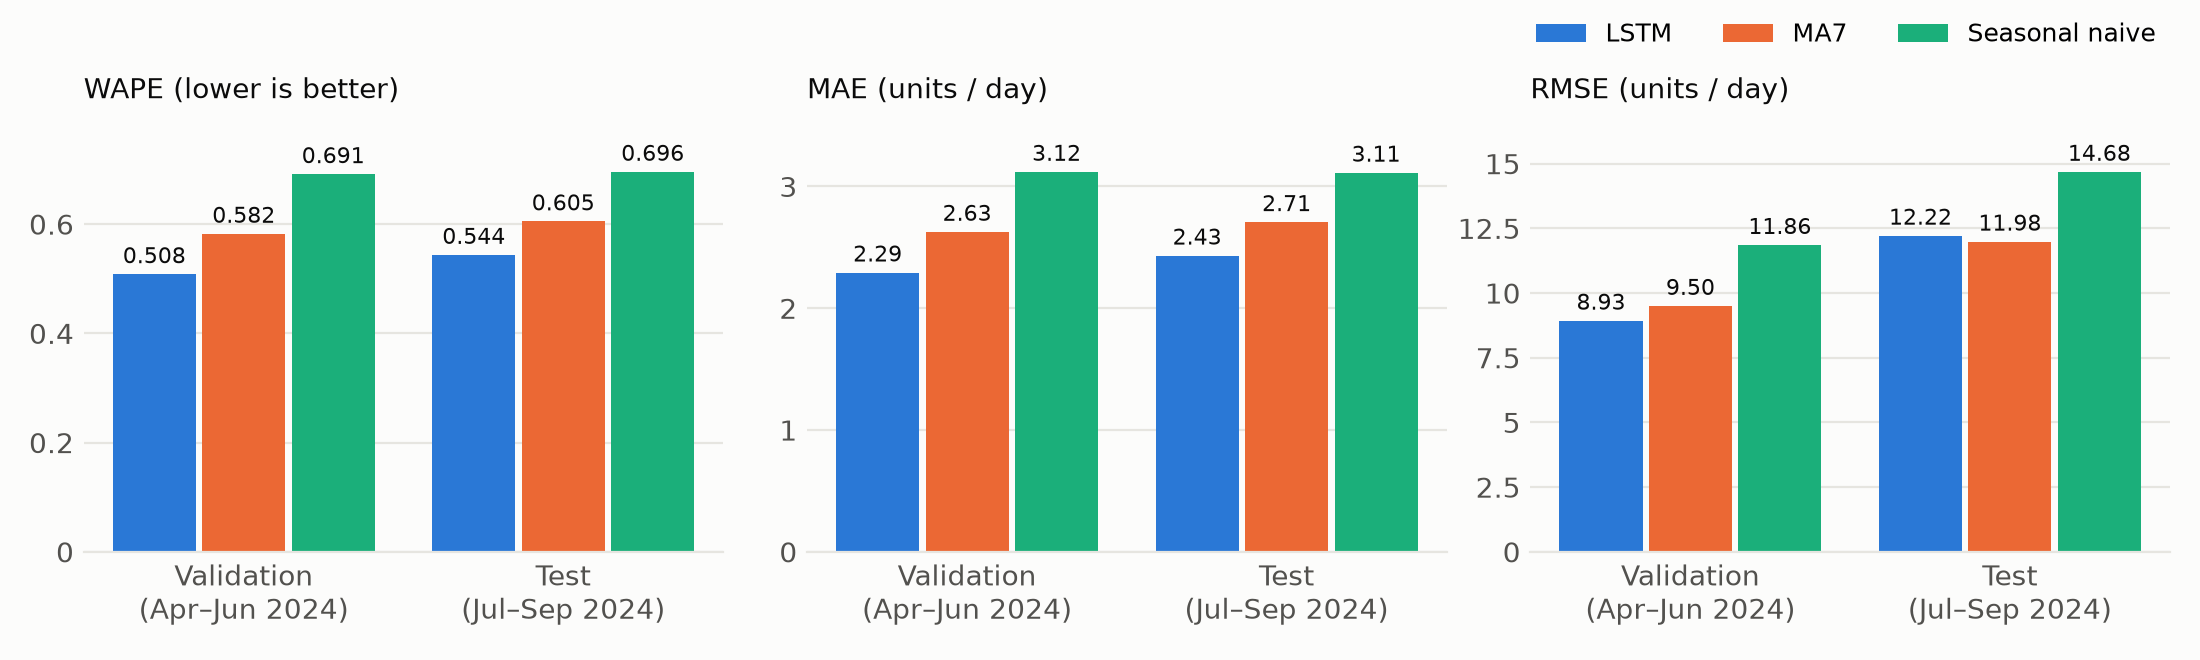 LSTM MA7 Seasonal naive
WAPE (lower is better)
0.6
0.4
0.2
0
0.508
0.582
0.691
0.544
0.605
0.696
Validation
(Apr–Jun 2024)
Test
(Jul–Sep 2024)
MAE (units / day)
3
2
1
0
2.29
2.63
3.12
2.43
2.71
3.11
Validation
(Apr–Jun 2024)
Test
(Jul–Sep 2024)
RMSE (units / day)
15
12.5
10
7.5
5
2.5
0
8.93
9.50
11.86
12.22
11.98
14.68
Validation
(Apr–Jun 2024)
Test
(Jul–Sep 2024)